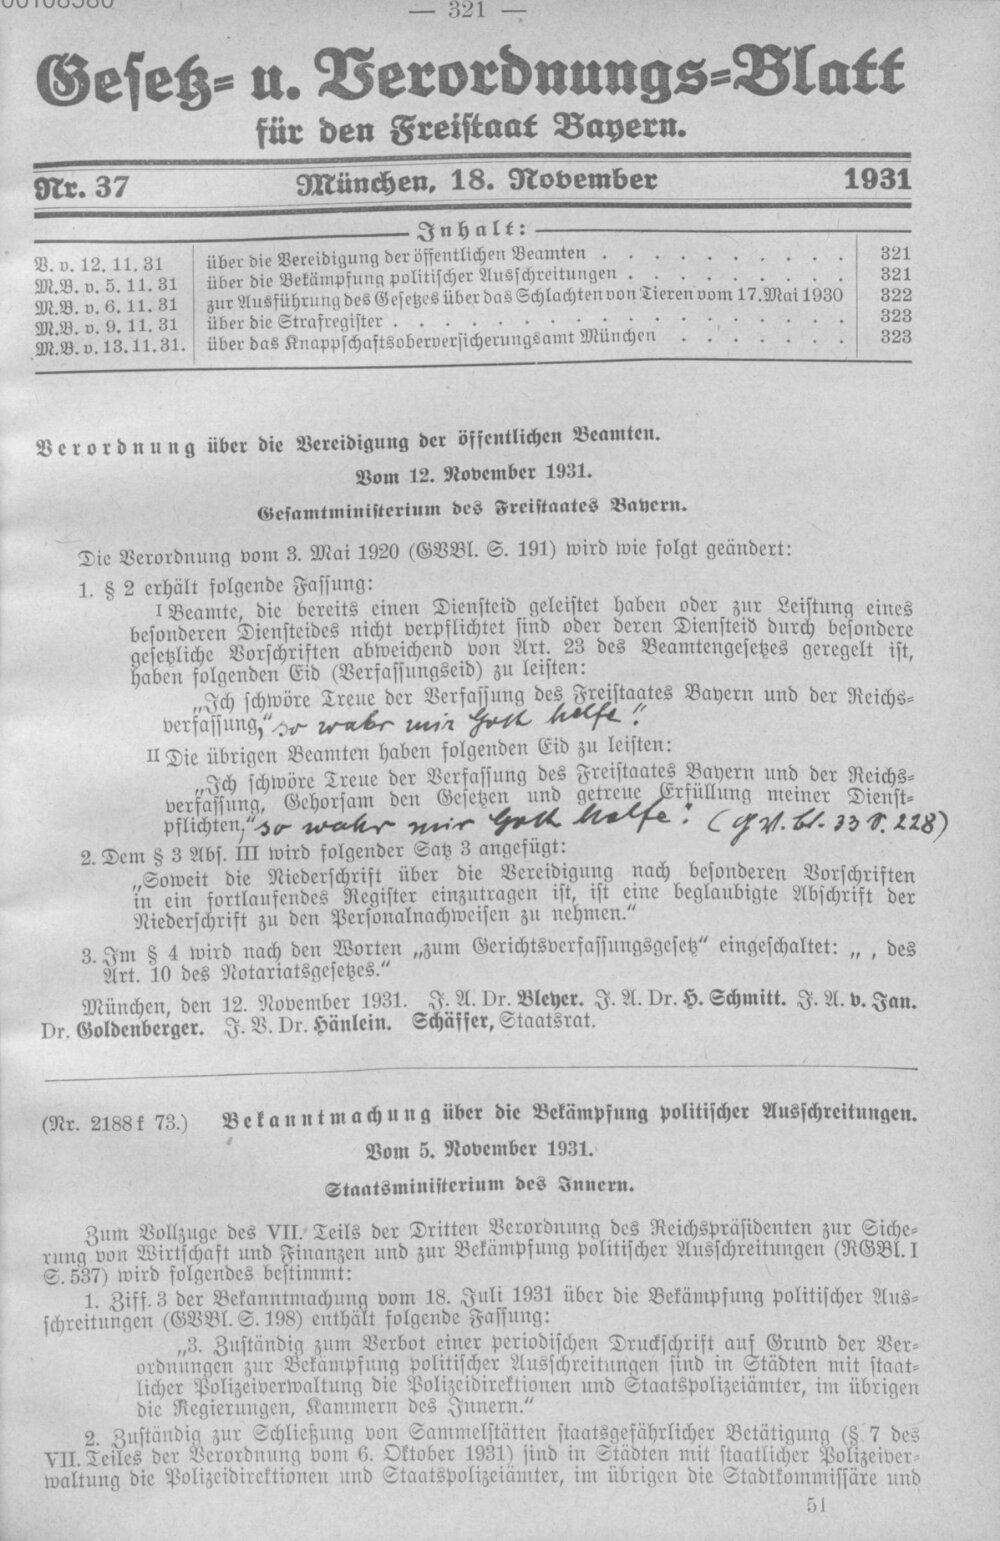 00108580
— 321 —
Gesetz- u. Verordnungs-Blatt
für den Freistaat Bayern.
Nr. 37 München, 18. November 1931
Inhalt:
V. v. 12. 11. 31 über die Vereidigung der öffentlichen Beamten . . . . . . . . . . 321
M.B. v. 5. 11. 31 über die Bekämpfung politischer Ausschreitungen . . . . . . . . . 321
M.B. v. 6. 11. 31 zur Ausführung des Gesetzes über das Schlachten von Tieren vom 17. Mai 1930 322
M.B. v. 9. 11. 31 über die Strafregister . . . . . . . . . . . . . . . . . . 323
M.B. v. 13. 11. 31. über das Knappschaftsoberversicherungsamt München . . . . . . . 323
Verordnung über die Vereidigung der öffentlichen Beamten.
Vom 12. November 1931.
Gesamtministerium des Freistaates Bayern.
Die Verordnung vom 3. Mai 1920 (GVBl. S. 191) wird wie folgt geändert:
1. § 2 erhält folgende Fassung:
I Beamte, die bereits einen Diensteid geleistet haben oder zur Leistung eines
besonderen Diensteides nicht verpflichtet sind oder deren Diensteid durch besondere
gesetzliche Vorschriften abweichend von Art. 23 des Beamtengesetzes geregelt ist,
haben folgenden Eid (Verfassungseid) zu leisten:
„Ich schwöre Treue der Verfassung des Freistaates Bayern und der Reichs-
verfassung,“ so wahr mir Gott helfe!
II Die übrigen Beamten haben folgenden Eid zu leisten:
„Ich schwöre Treue der Verfassung des Freistaates Bayern und der Reichs-
verfassung, Gehorsam den Gesetzen und getreue Erfüllung meiner Dienst-
pflichten,“ so wahr mir Gott helfe! (G.V.bl. 33 S. 228)
2. Dem § 3 Abs. III wird folgender Satz 3 angefügt:
„Soweit die Niederschrift über die Vereidigung nach besonderen Vorschriften
in ein fortlaufendes Register einzutragen ist, ist eine beglaubigte Abschrift der
Niederschrift zu den Personalnachweisen zu nehmen.“
3. Im § 4 wird nach den Worten „zum Gerichtsverfassungsgesetz“ eingeschaltet: „ , des
Art. 10 des Notariatsgesetzes.“
München, den 12. November 1931. J. A. Dr. Bleyer. J. A. Dr. H. Schmitt. J. A. v. Jan.
Dr. Goldenberger. J. V. Dr. Hänlein. Schäffer, Staatsrat.
(Nr. 2188 f 73.) Bekanntmachung über die Bekämpfung politischer Ausschreitungen.
Vom 5. November 1931.
Staatsministerium des Innern.
Zum Vollzuge des VII. Teils der Dritten Verordnung des Reichspräsidenten zur Siche-
rung von Wirtschaft und Finanzen und zur Bekämpfung politischer Ausschreitungen (RGBl. I
S. 537) wird folgendes bestimmt:
1. Ziff. 3 der Bekanntmachung vom 18. Juli 1931 über die Bekämpfung politischer Aus-
schreitungen (GVBl. S. 198) enthält folgende Fassung:
„3. Zuständig zum Verbot einer periodischen Druckschrift auf Grund der Ver-
ordnungen zur Bekämpfung politischer Ausschreitungen sind in Städten mit staat-
licher Polizeiverwaltung die Polizeidirektionen und Staatspolizeiämter, im übrigen
die Regierungen, Kammern des Innern.“
2. Zuständig zur Schließung von Sammelstätten staatsgefährlicher Betätigung (§ 7 des
VII. Teiles der Verordnung vom 6. Oktober 1931) sind in Städten mit staatlicher Polizeiver-
waltung die Polizeidirektionen und Staatspolizeiämter, im übrigen die Stadtkommissäre und
51